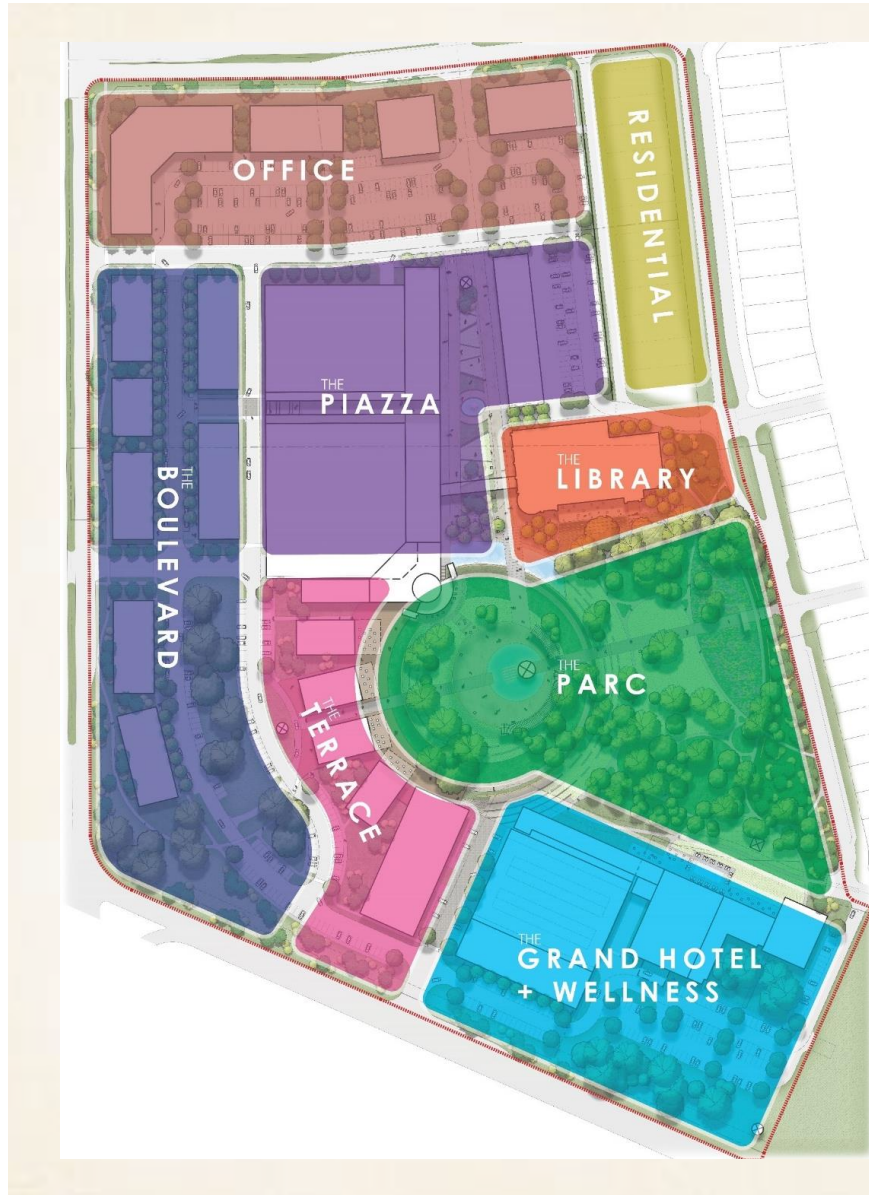 OFFICE
RESIDENTIAL
THE
PIAZZA
THE
LIBRARY
THE
BOULEVARD
THE
PARC
THE
TERRACE
THE
GRAND HOTEL
+ WELLNESS